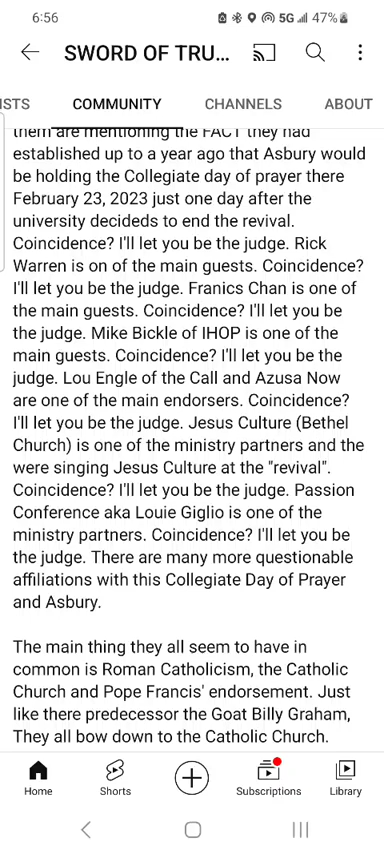 6:56 5G 47%
SWORD OF TRU...
ISTS COMMUNITY CHANNELS ABOUT
them are mentioning the FACT they had
established up to a year ago that Asbury would
be holding the Collegiate day of prayer there
February 23, 2023 just one day after the
university decideds to end the revival.
Coincidence? I'll let you be the judge. Rick
Warren is on of the main guests. Coincidence?
I'll let you be the judge. Franics Chan is one of
the main guests. Coincidence? I'll let you be
the judge. Mike Bickle of IHOP is one of the
main guests. Coincidence? I'll let you be the
judge. Lou Engle of the Call and Azusa Now
are one of the main endorsers. Coincidence?
I'll let you be the judge. Jesus Culture (Bethel
Church) is one of the ministry partners and the
were singing Jesus Culture at the "revival".
Coincidence? I'll let you be the judge. Passion
Conference aka Louie Giglio is one of the
ministry partners. Coincidence? I'll let you be
the judge. There are many more questionable
affiliations with this Collegiate Day of Prayer
and Asbury.
The main thing they all seem to have in
common is Roman Catholicism, the Catholic
Church and Pope Francis' endorsement. Just
like there predecessor the Goat Billy Graham,
They all bow down to the Catholic Church.
Home Shorts Subscriptions Library